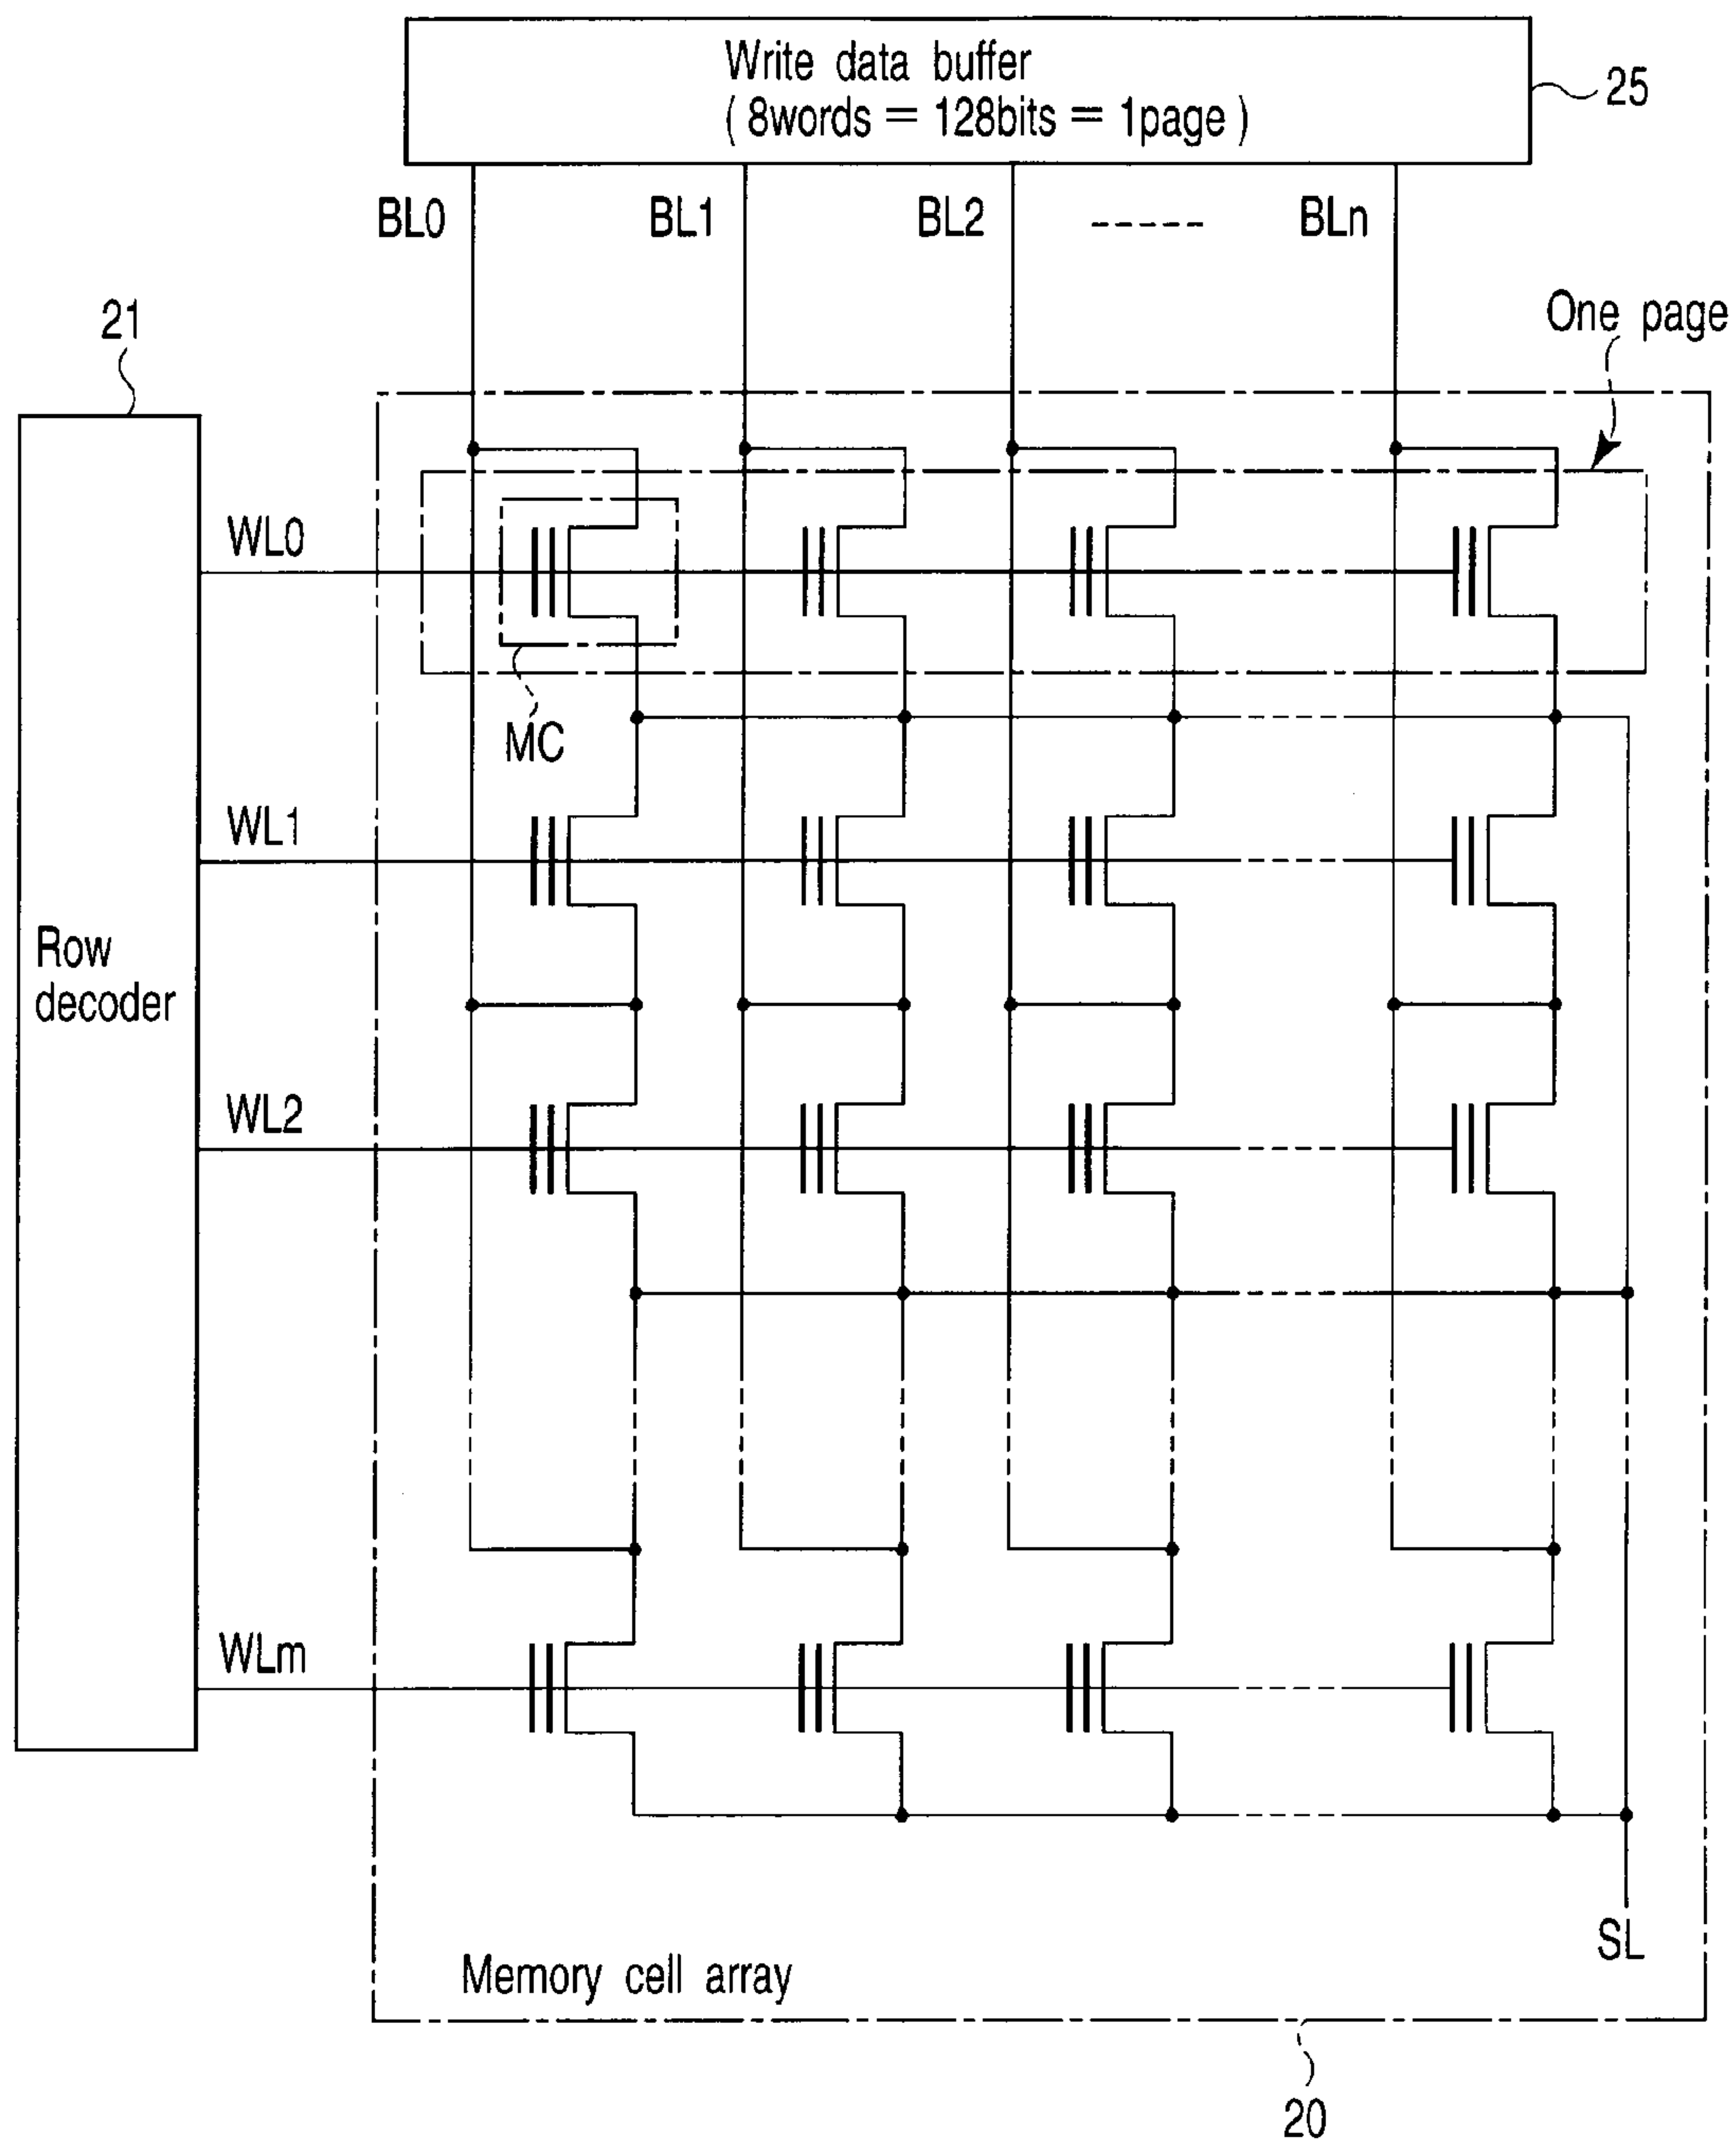 Write data buffer
( 8words = 128bits = 1page )
25
BL0
BL1
BL2
BLn
21
One page
WL0
MC
WL1
Row
decoder
WL2
WLm
SL
Memory cell array
20